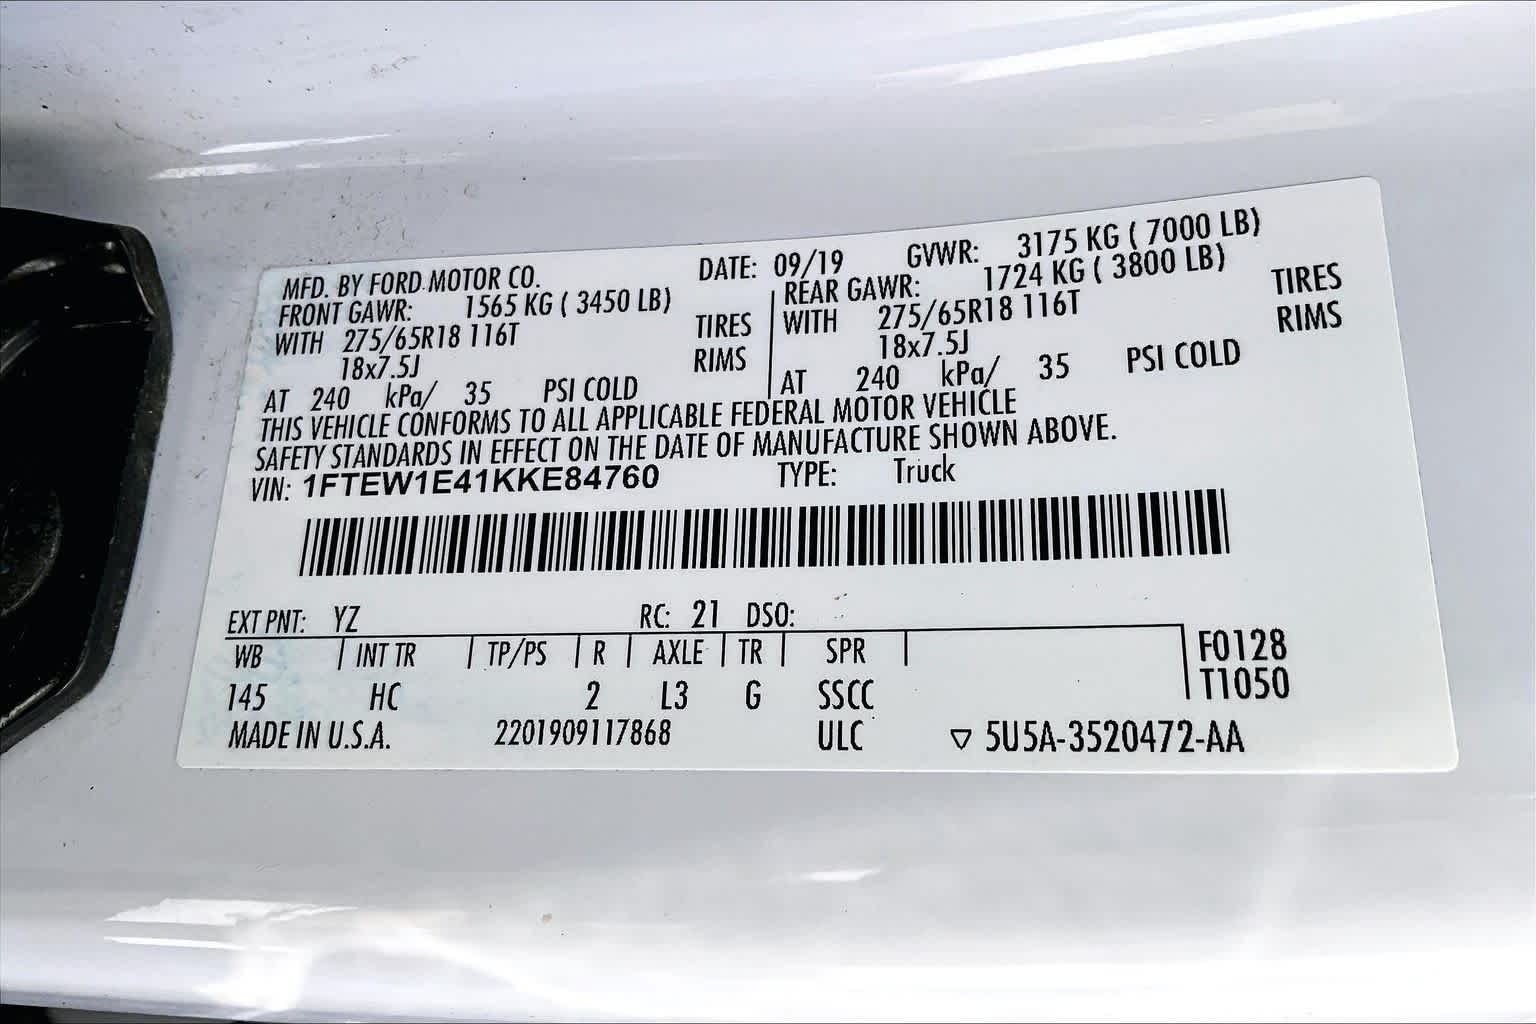 MFD. BY FORD MOTOR CO. DATE: 09/19 GVWR: 3175 KG ( 7000 LB)
FRONT GAWR: 1565 KG ( 3450 LB) REAR GAWR: 1724 KG ( 3800 LB)
WITH 275/65R18 116T TIRES WITH 275/65R18 116T TIRES
18x7.5J RIMS 18x7.5J RIMS
AT 240 kPa/ 35 PSI COLD AT 240 kPa/ 35 PSI COLD
THIS VEHICLE CONFORMS TO ALL APPLICABLE FEDERAL MOTOR VEHICLE
SAFETY STANDARDS IN EFFECT ON THE DATE OF MANUFACTURE SHOWN ABOVE.
VIN: 1FTEW1E41KKE84760 TYPE: Truck
EXT PNT: YZ RC: 21 DSO:
WB INT TR TP/PS R AXLE TR SPR F0128
145 HC 2 L3 G SSCC T1050
MADE IN U.S.A. 2201909117868 ULC ▽ 5U5A-3520472-AA